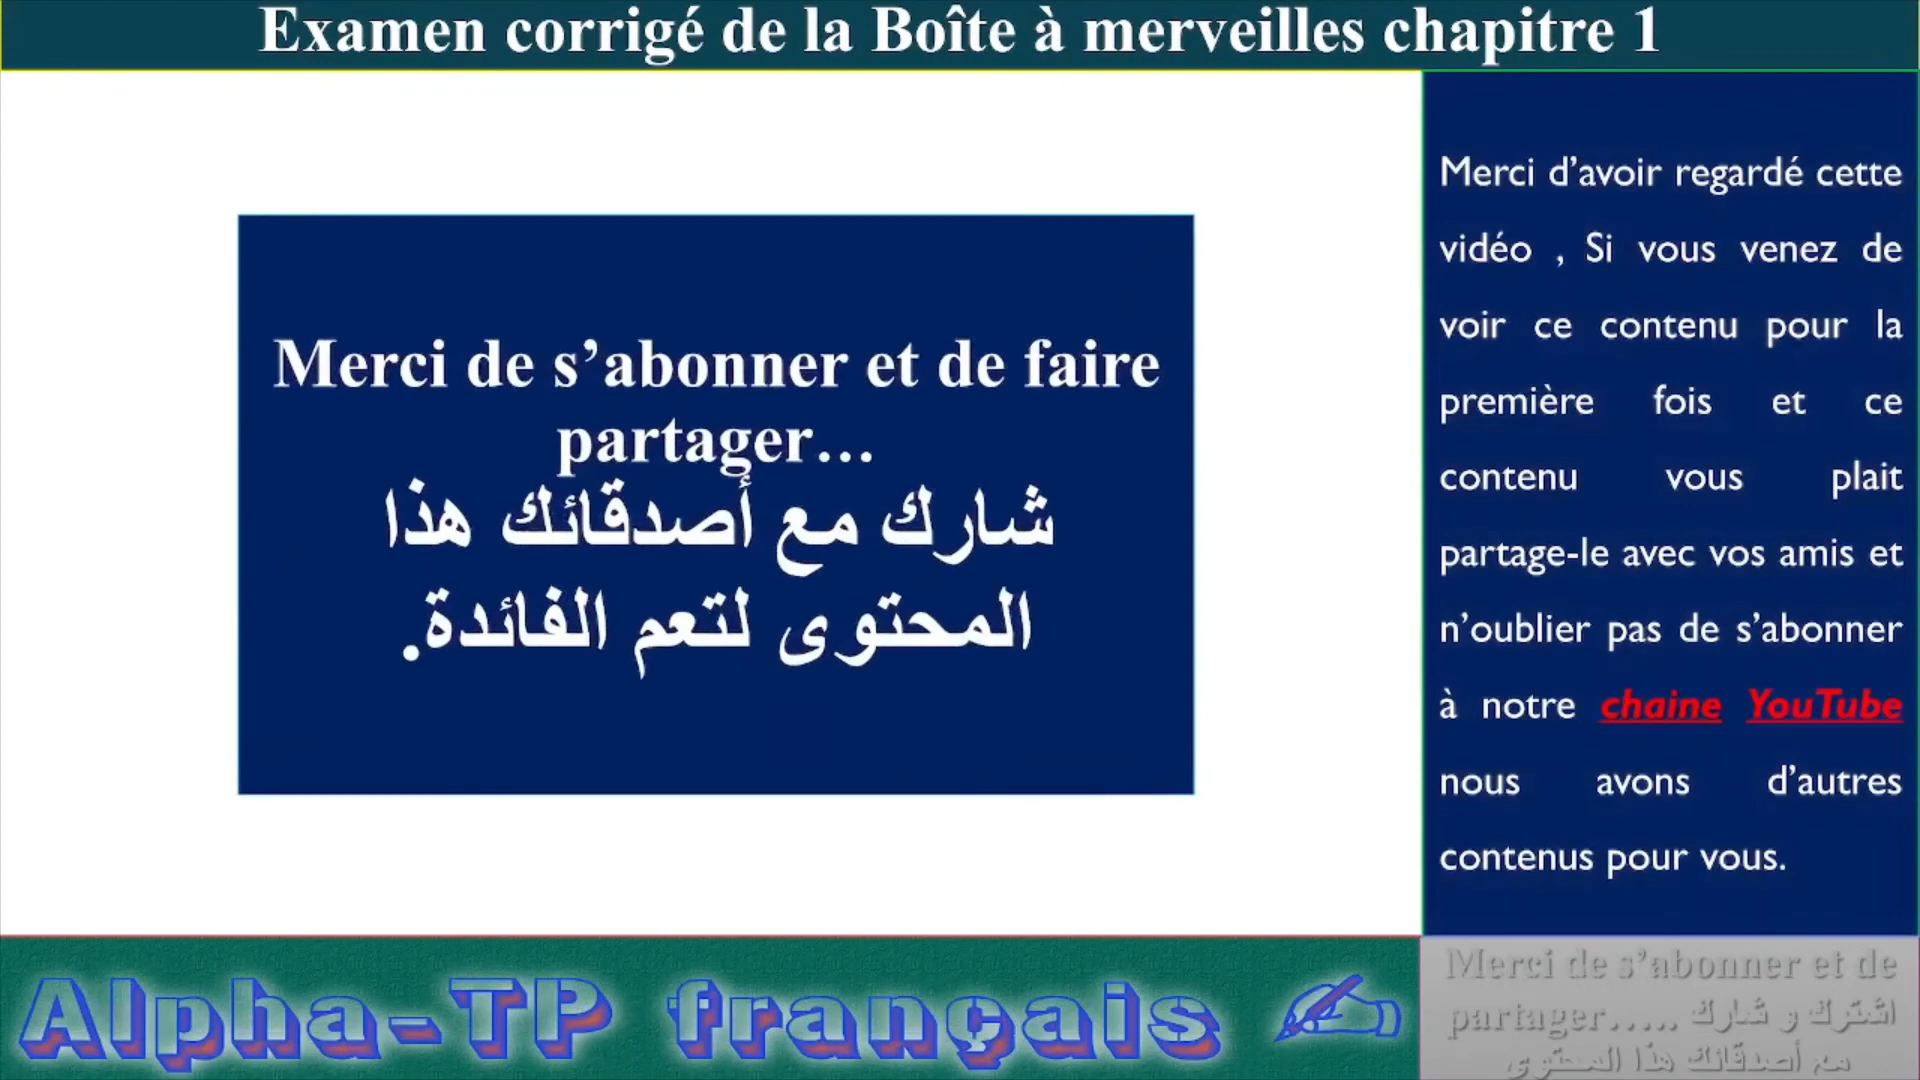 Examen corrigé de la Boîte à merveilles chapitre 1
Merci de s’abonner et de faire
partager…
شارك مع أصدقائك هذا
المحتوى لتعم الفائدة.
Merci d’avoir regardé cette
vidéo , Si vous venez de
voir ce contenu pour la
première fois et ce
contenu vous plait
partage-le avec vos amis et
n’oublier pas de s’abonner
à notre chaine YouTube
nous avons d’autres
contenus pour vous.
Alpha-TP français
Merci de s’abonner et de
partager….. اشترك و شارك
مع أصدقائك هذا المحتوى